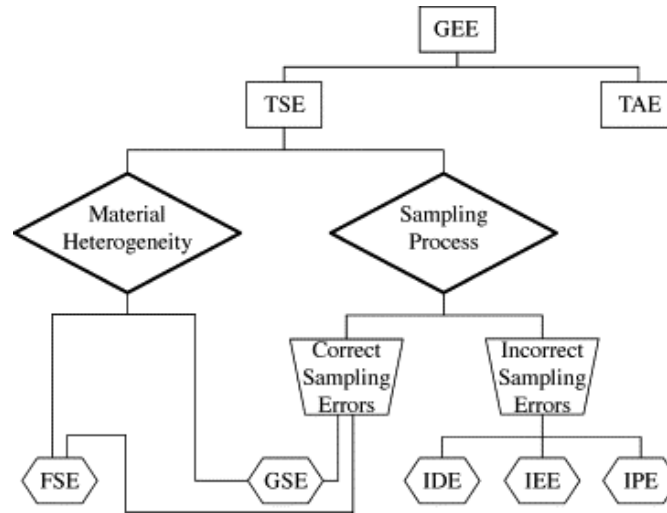 GEE
TSE
TAE
Material
Heterogeneity
Sampling
Process
Correct
Sampling
Errors
Incorrect
Sampling
Errors
FSE
GSE
IDE
IEE
IPE